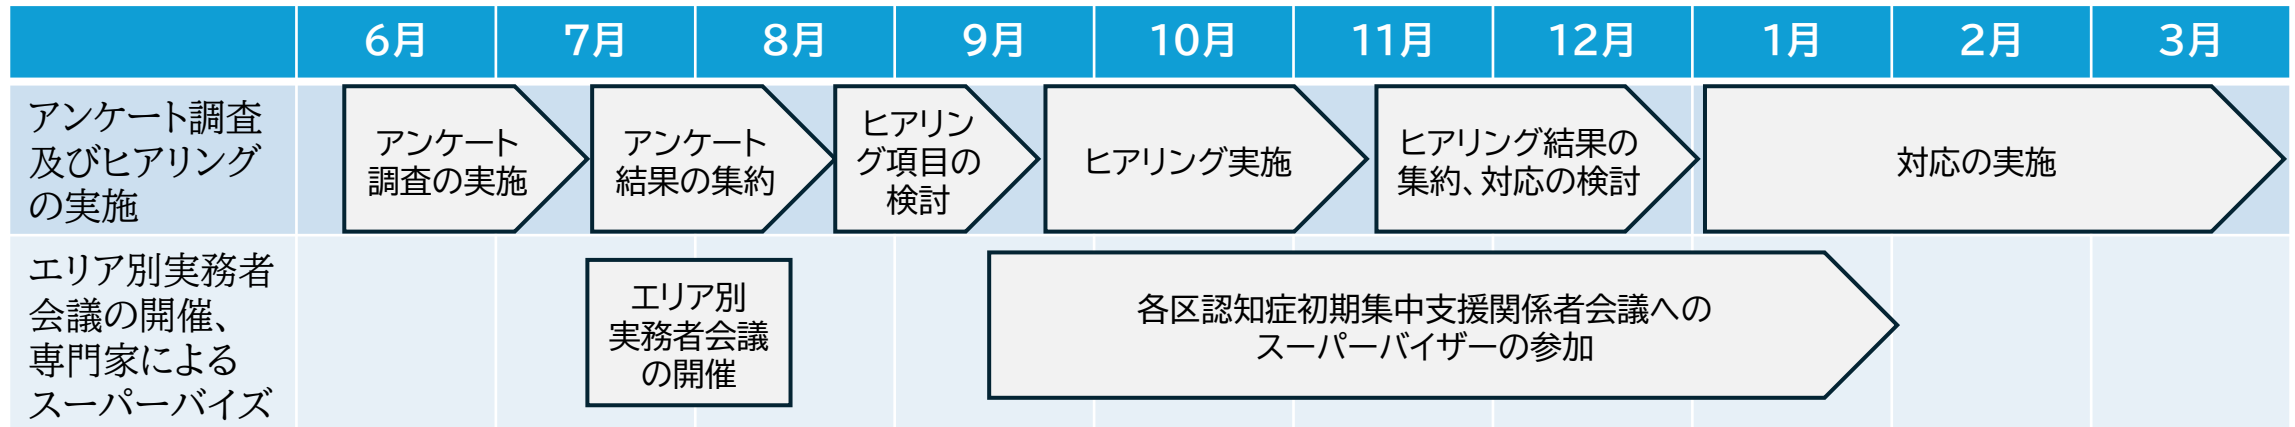 6月 7月 8月 9月 10月 11月 12月 1月 2月 3月
アンケート調査
及びヒアリング
の実施
アンケート
調査の実施
アンケート
結果の集約
ヒアリン
グ項目の
検討
ヒアリング実施
ヒアリング結果の
集約、対応の検討
対応の実施
エリア別実務者
会議の開催、
専門家による
スーパーバイズ
エリア別
実務者会議
の開催
各区認知症初期集中支援関係者会議への
スーパーバイザーの参加